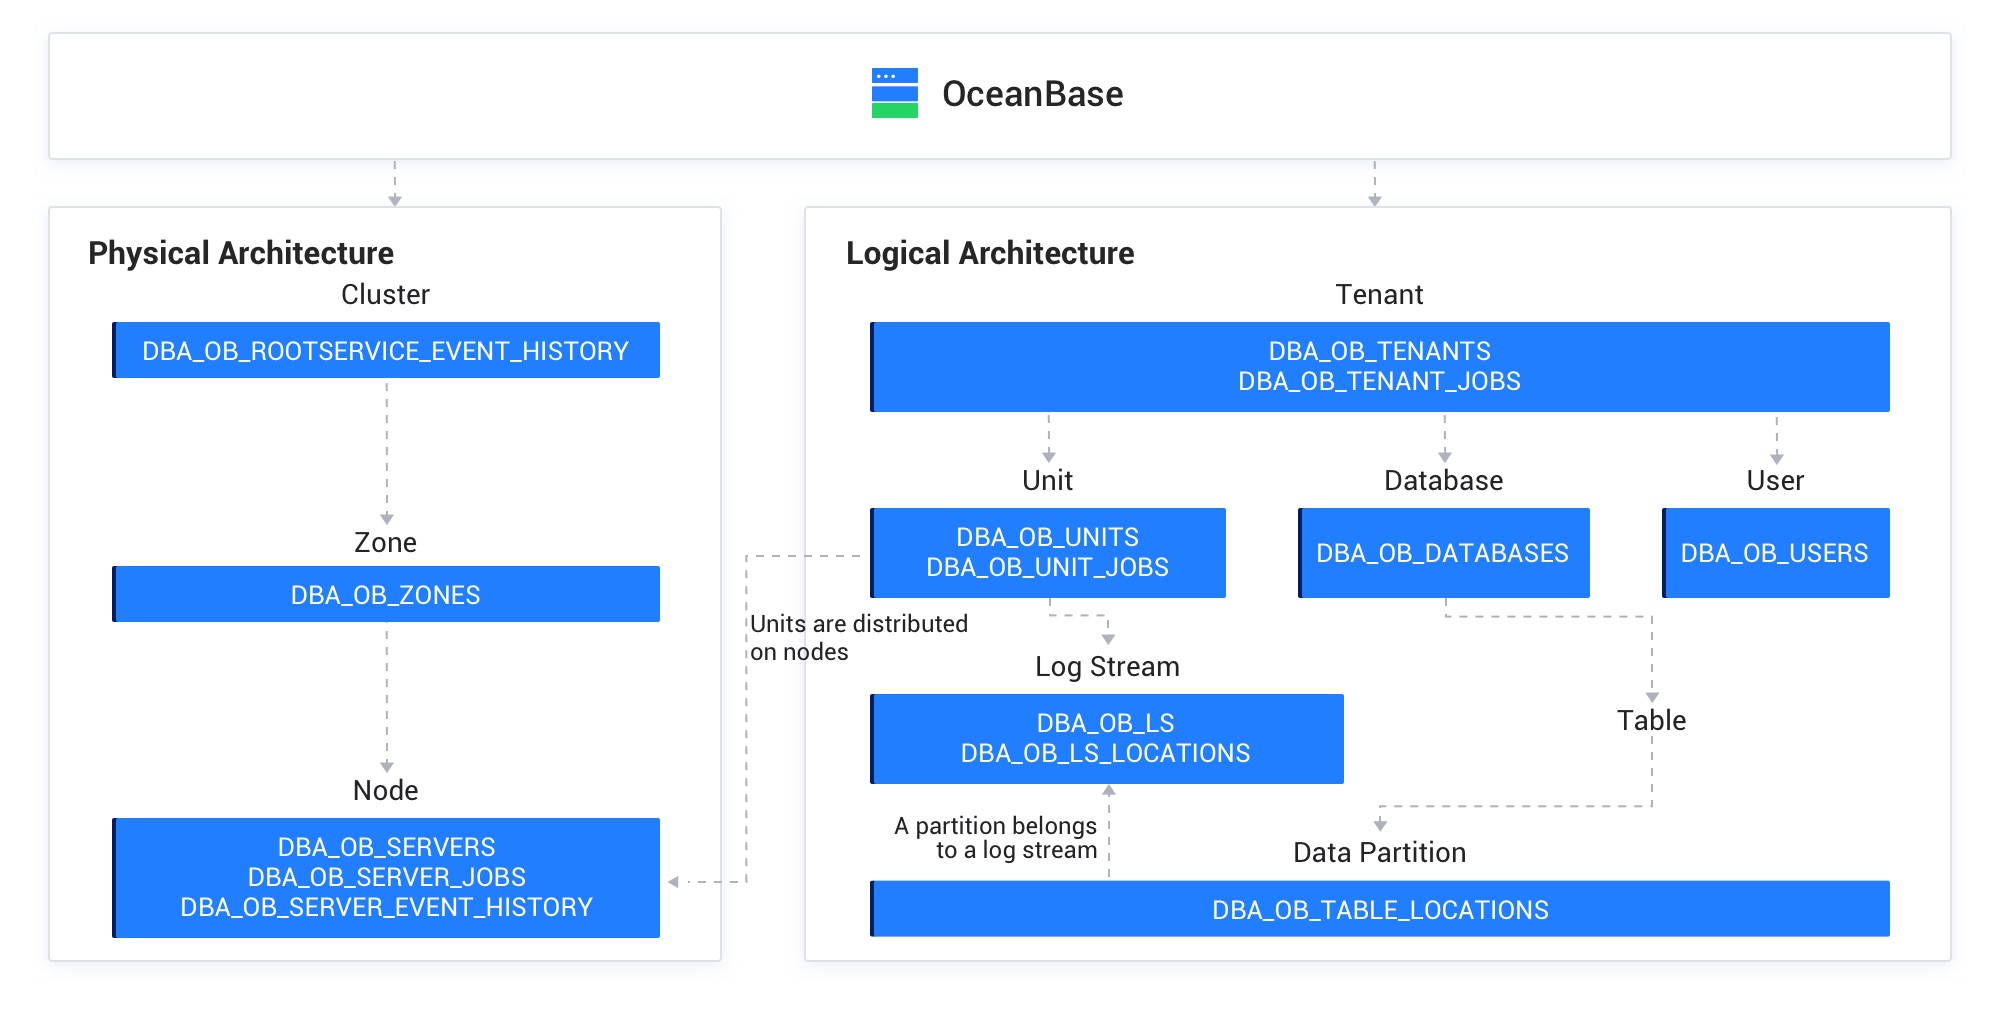 OceanBase
Physical Architecture
Cluster
DBA_OB_ROOTSERVICE_EVENT_HISTORY
Zone
DBA_OB_ZONES
Node
DBA_OB_SERVERS
DBA_OB_SERVER_JOBS
DBA_OB_SERVER_EVENT_HISTORY
Units are distributed
on nodes
Logical Architecture
Tenant
DBA_OB_TENANTS
DBA_OB_TENANT_JOBS
Unit
DBA_OB_UNITS
DBA_OB_UNIT_JOBS
Database
DBA_OB_DATABASES
User
DBA_OB_USERS
Log Stream
DBA_OB_LS
DBA_OB_LS_LOCATIONS
Table
A partition belongs
to a log stream
Data Partition
DBA_OB_TABLE_LOCATIONS